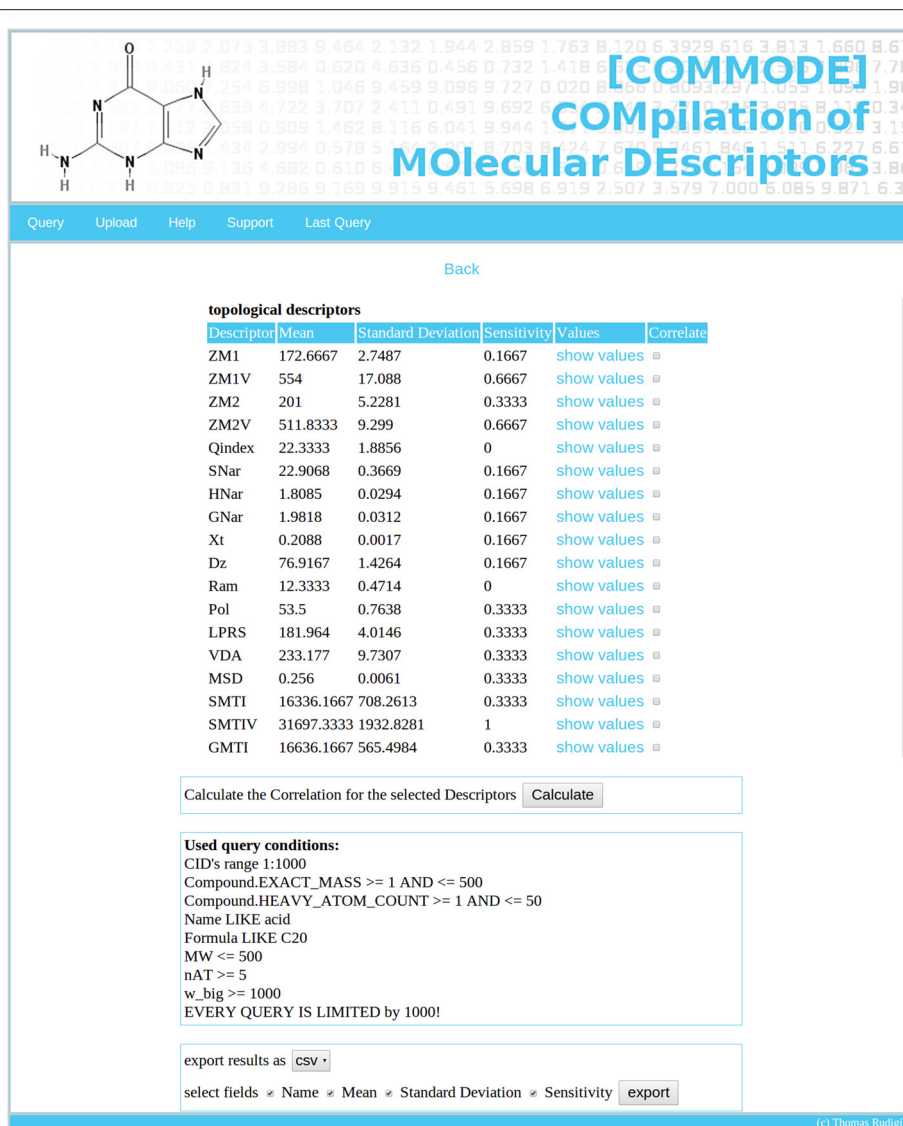 [COMMODE]
COMpilation of
MOlecular DEscriptors
N
O
H
N
N
H
N
N
H
H
Query Upload Help Support Last Query
Back
topological descriptors
Descriptor Mean Standard Deviation Sensitivity Values Correlate
ZM1 172.6667 2.7487 0.1667 show values
ZM1V 554 17.088 0.6667 show values
ZM2 201 5.2281 0.3333 show values
ZM2V 511.8333 9.299 0.6667 show values
Qindex 22.3333 1.8856 0 show values
SNar 22.9068 0.3669 0.1667 show values
HNar 1.8085 0.0294 0.1667 show values
GNar 1.9818 0.0312 0.1667 show values
Xt 0.2088 0.0017 0.1667 show values
Dz 76.9167 1.4264 0.1667 show values
Ram 12.3333 0.4714 0 show values
Pol 53.5 0.7638 0.3333 show values
LPRS 181.964 4.0146 0.3333 show values
VDA 233.177 9.7307 0.3333 show values
MSD 0.256 0.0061 0.3333 show values
SMTI 16336.1667 708.2613 0.3333 show values
SMTIV 31697.3333 1932.8281 1 show values
GMTI 16636.1667 565.4984 0.3333 show values
Calculate the Correlation for the selected Descriptors Calculate
Used query conditions:
CID's range 1:1000
Compound.EXACT_MASS >= 1 AND <= 500
Compound.HEAVY_ATOM_COUNT >= 1 AND <= 50
Name LIKE acid
Formula LIKE C20
MW <= 500
nAT >= 5
w_big >= 1000
EVERY QUERY IS LIMITED by 1000!
export results as csv
select fields Name Mean Standard Deviation Sensitivity export
(c) Thomas Rudigi